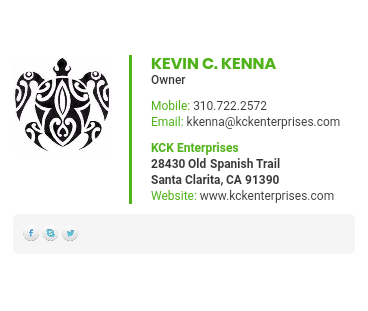 KEVIN C. KENNA
Owner
Mobile: 310.722.2572
Email: kkenna@kckenterprises.com
KCK Enterprises
28430 Old Spanish Trail
Santa Clarita, CA 91390
Website: www.kckenterprises.com